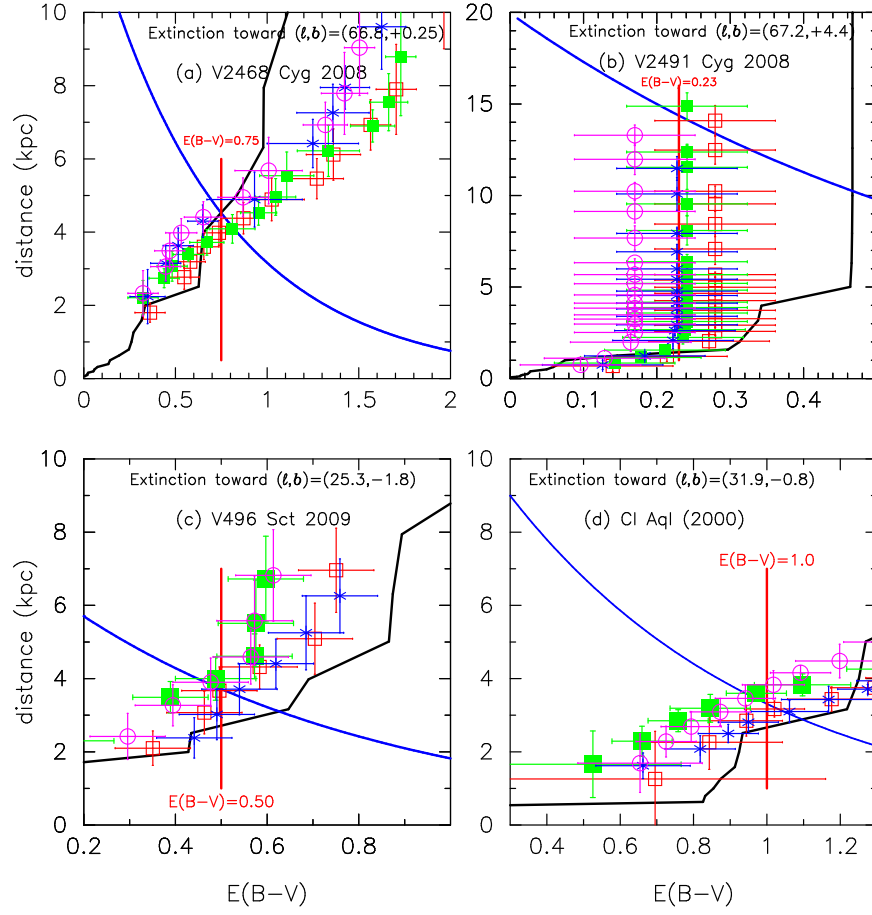 Extinction toward (ℓ,b)=(66.8,+0.25)
(a) V2468 Cyg 2008
E(B−V)=0.75
distance (kpc)
10
8
6
4
2
0
0 0.5 1 1.5 2
Extinction toward (ℓ,b)=(67.2,+4.4)
(b) V2491 Cyg 2008
E(B−V)=0.23
20
15
10
5
0
0 0.2 0.4
Extinction toward (ℓ,b)=(25.3,−1.8)
(c) V496 Sct 2009
E(B−V)=0.50
distance (kpc)
10
8
6
4
2
0
0.2 0.4 0.6 0.8
E(B−V)
Extinction toward (ℓ,b)=(31.9,−0.8)
(d) CI Aql (2000)
E(B−V)=1.0
10
8
6
4
2
0
0.4 0.6 0.8 1 1.2
E(B−V)